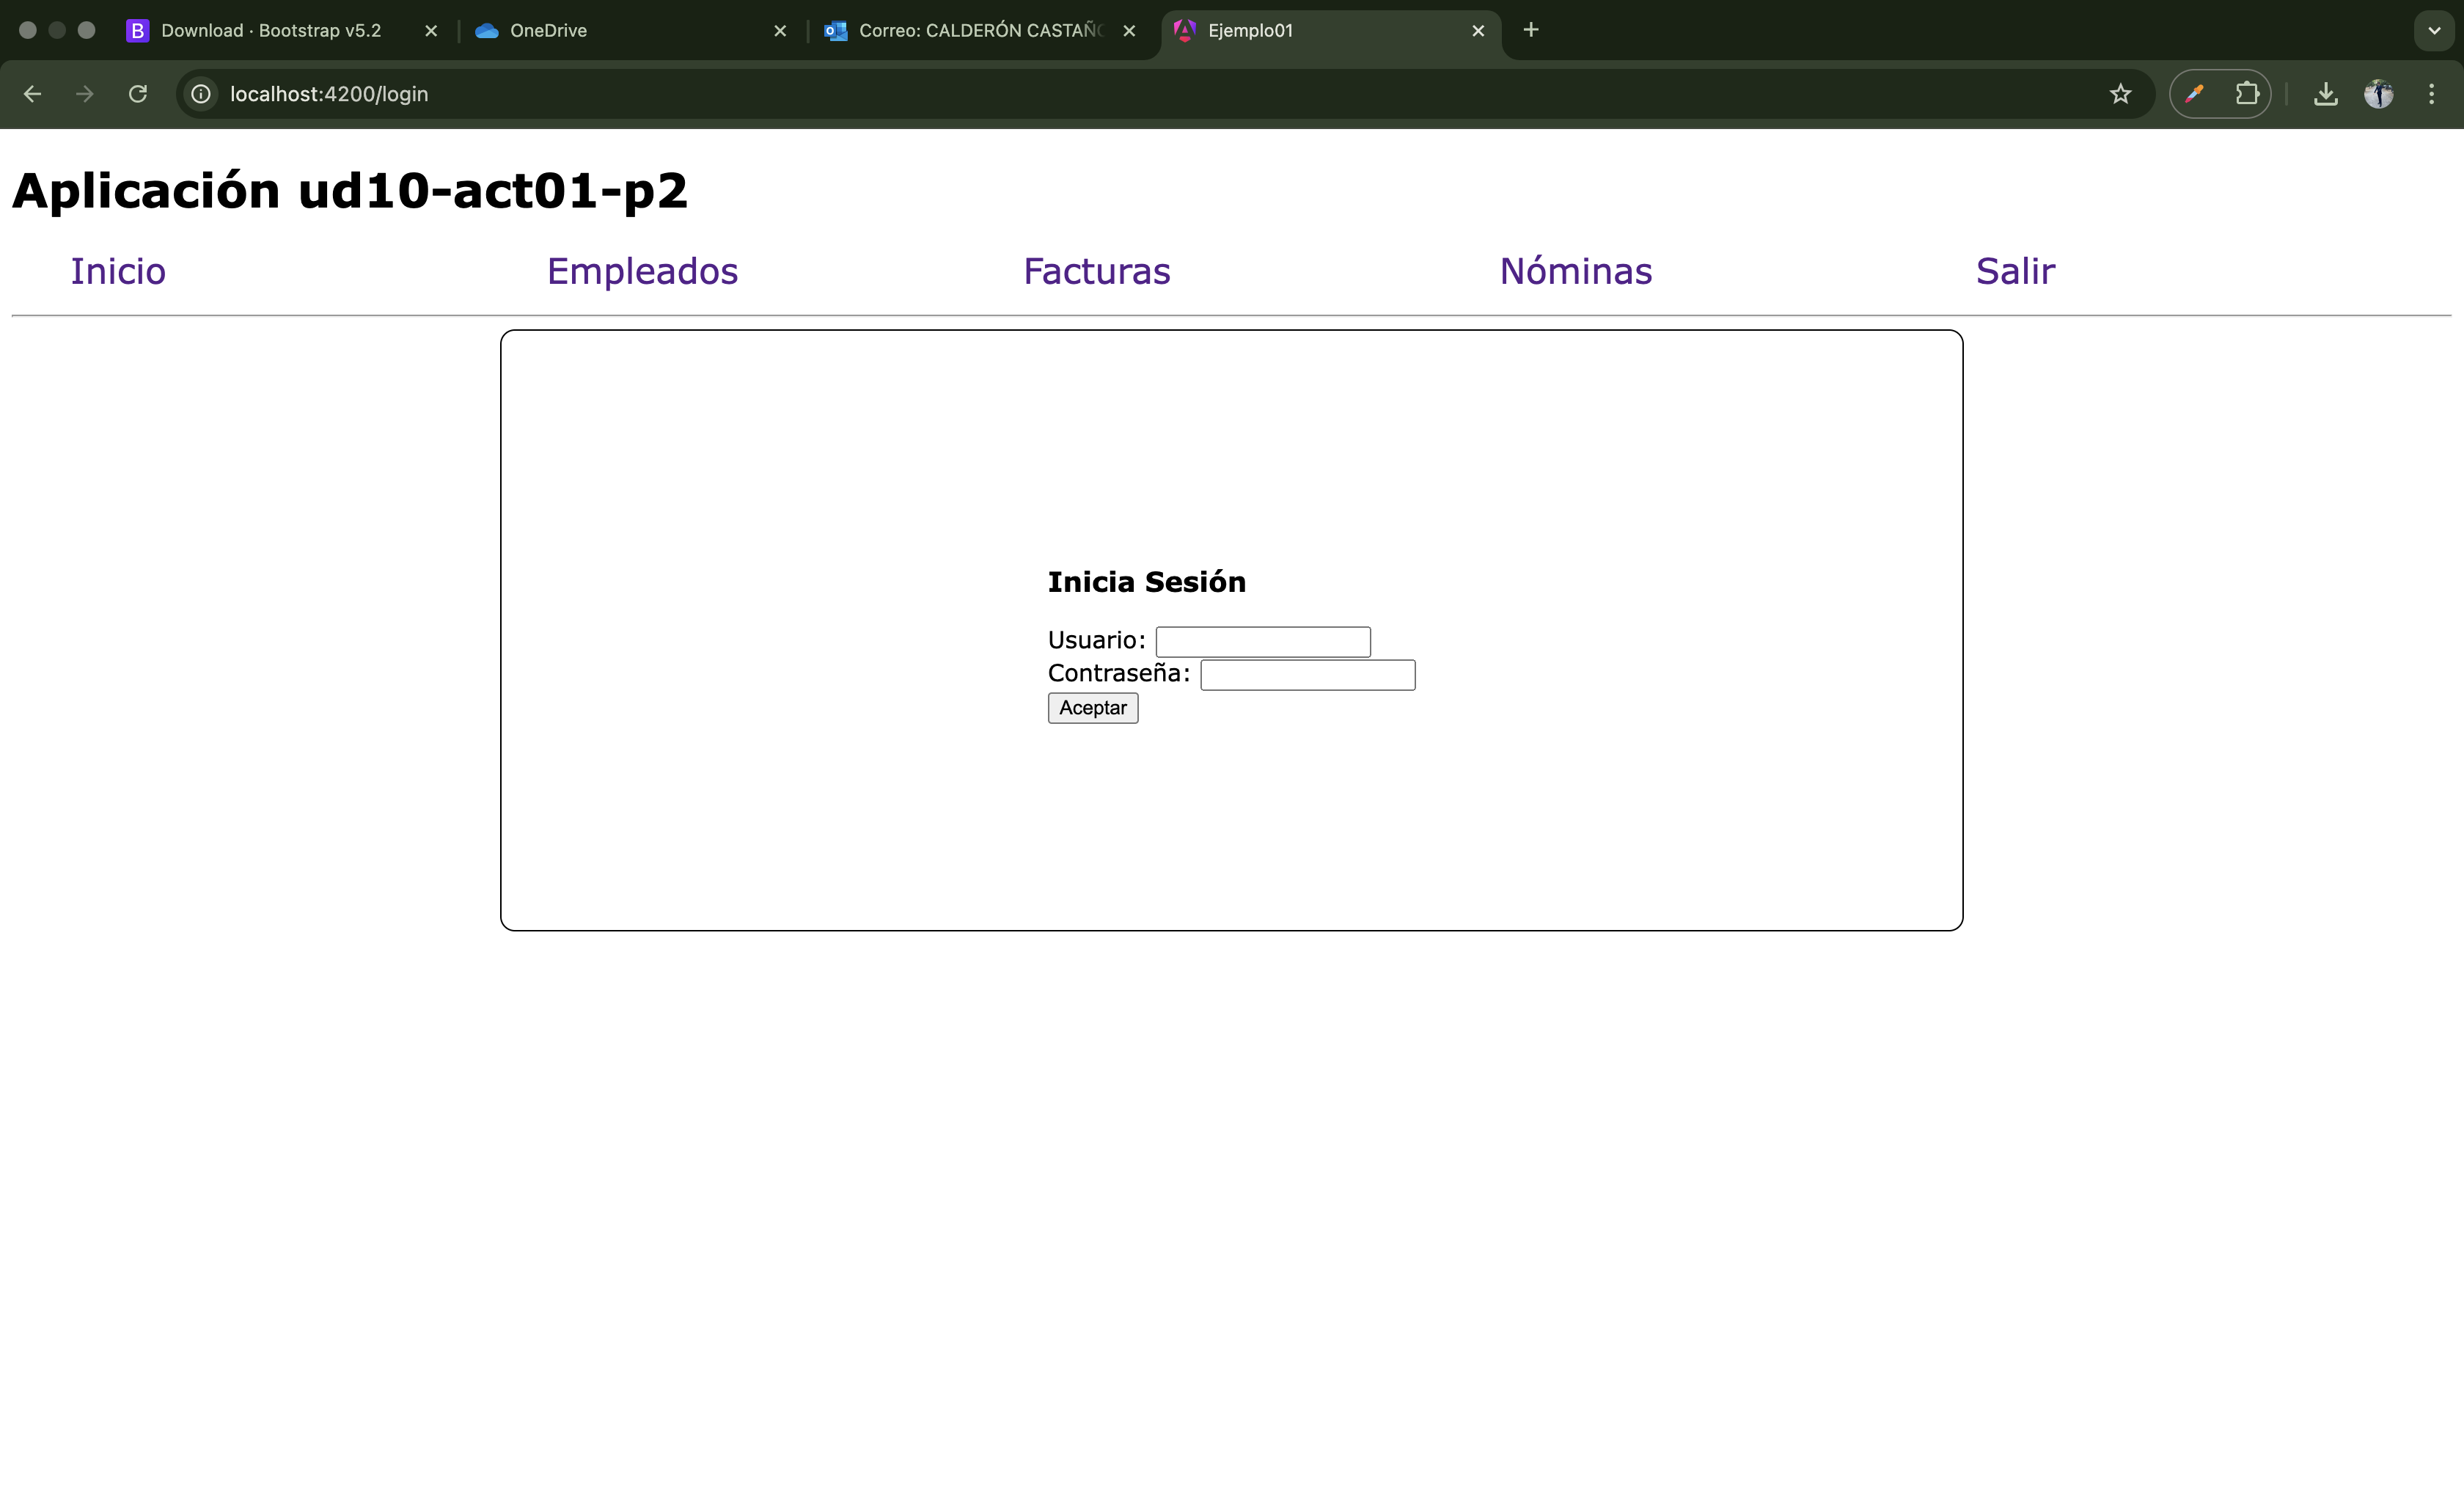 Download · Bootstrap v5.2
OneDrive
Correo: CALDERÓN CASTAÑO
Ejemplo01
localhost:4200/login
Aplicación ud10-act01-p2
Inicio Empleados Facturas Nóminas Salir
Inicia Sesión
Usuario:
Contraseña:
Aceptar